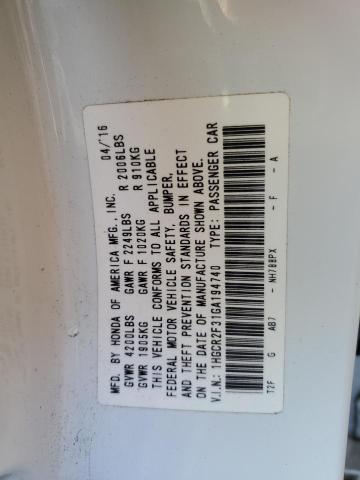 MFD. BY HONDA OF AMERICA MFG., INC. 04/'16
GVWR 4200LBS GAWR F 2249LBS R 2006LBS
GVWR 1905KG GAWR F 1020KG R 910KG
THIS VEHICLE CONFORMS TO ALL APPLICABLE
FEDERAL MOTOR VEHICLE SAFETY, BUMPER,
AND THEFT PREVENTION STANDARDS IN EFFECT
ON THE DATE OF MANUFACTURE SHOWN ABOVE.
V.I.N.: 1HGCR2F31GA194740 TYPE: PASSENGER CAR
T2F G AB7 - NH788PX - F - A